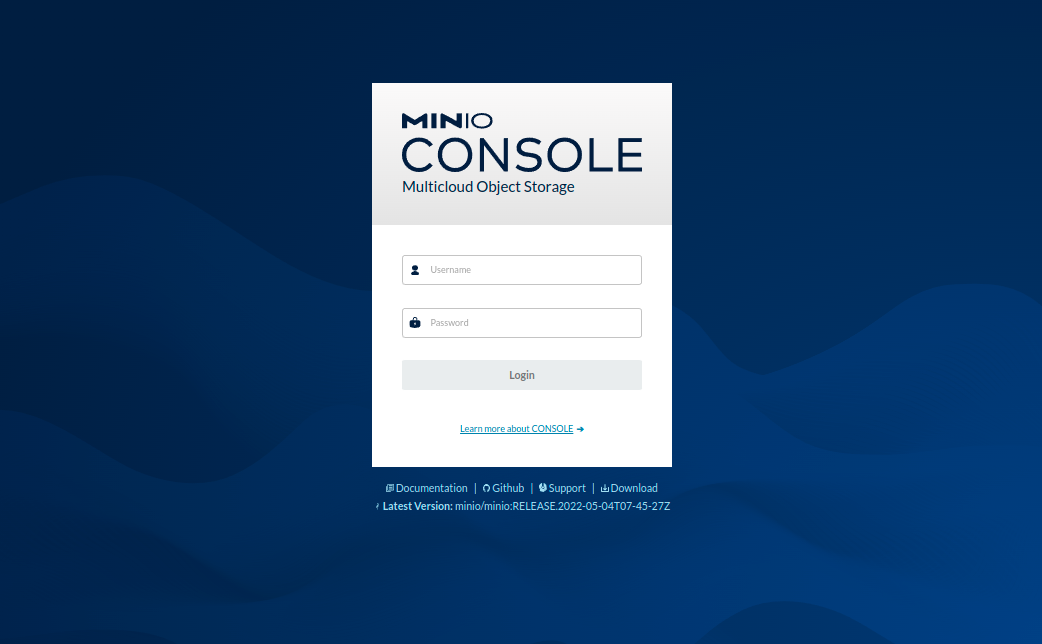 MINIO
CONSOLE
Multicloud Object Storage
Username
Password
Login
Learn more about CONSOLE ➔
Documentation | Github | Support | Download
Latest Version: minio/minio:RELEASE.2022-05-04T07-45-27Z